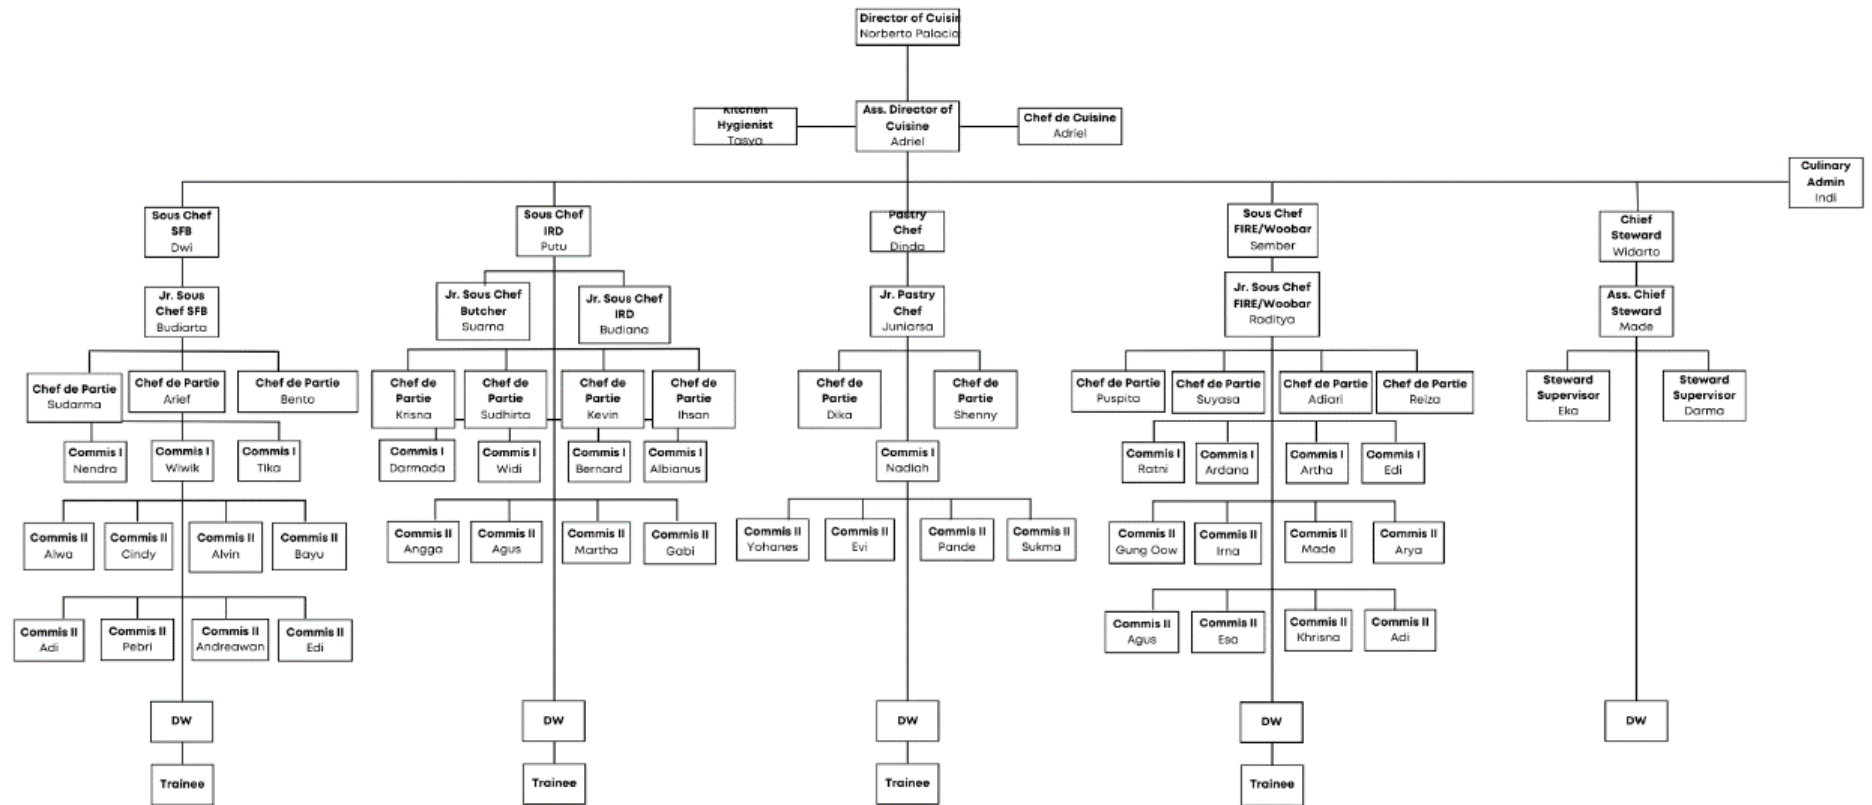 Director of Cuisin
Norberto Palacio
Kitchen
Hygienist
Tasya
Ass. Director of
Cuisine
Adriel
Chef de Cuisine
Adriel
Culinary
Admin
Indi
Sous Chef
SFB
Dwi
Sous Chef
IRD
Putu
Pastry
Chef
Dinda
Sous Chef
FIRE/Woobar
Sember
Chief
Steward
Widarto
Jr. Sous
Chef SFB
Budiarta
Jr. Sous Chef
Butcher
Suarna
Jr. Sous Chef
IRD
Budiana
Jr. Pastry
Chef
Juniarsa
Jr. Sous Chef
FIRE/Woobar
Raditya
Ass. Chief
Steward
Made
Chef de Partie
Sudarma
Chef de Partie
Arief
Chef de Partie
Bento
Chef de
Partie
Krisna
Chef de
Partie
Sudhirta
Chef de
Partie
Kevin
Chef de
Partie
Ihsan
Chef de
Partie
Dika
Chef de
Partie
Shenny
Chef de Partie
Puspita
Chef de Partie
Suyasa
Chef de Partie
Adiari
Chef de Partie
Reiza
Steward
Supervisor
Eka
Steward
Supervisor
Darma
Commis I
Nendra
Commis I
Wiwik
Commis I
Tika
Commis I
Darmada
Commis I
Widi
Commis I
Bernard
Commis I
Albianus
Commis I
Nadiah
Commis I
Ratni
Commis I
Ardana
Commis I
Artha
Commis I
Edi
Commis II
Alwa
Commis II
Cindy
Commis II
Alvin
Commis II
Bayu
Commis II
Angga
Commis II
Agus
Commis II
Martha
Commis II
Gabi
Commis II
Yohanes
Commis II
Evi
Commis II
Pande
Commis II
Sukma
Commis II
Gung Oow
Commis II
Irna
Commis II
Made
Commis II
Arya
Commis II
Adi
Commis II
Pebri
Commis II
Andreawan
Commis II
Edi
Commis II
Agus
Commis II
Esa
Commis II
Khrisna
Commis II
Adi
DW
DW
DW
DW
DW
Trainee
Trainee
Trainee
Trainee